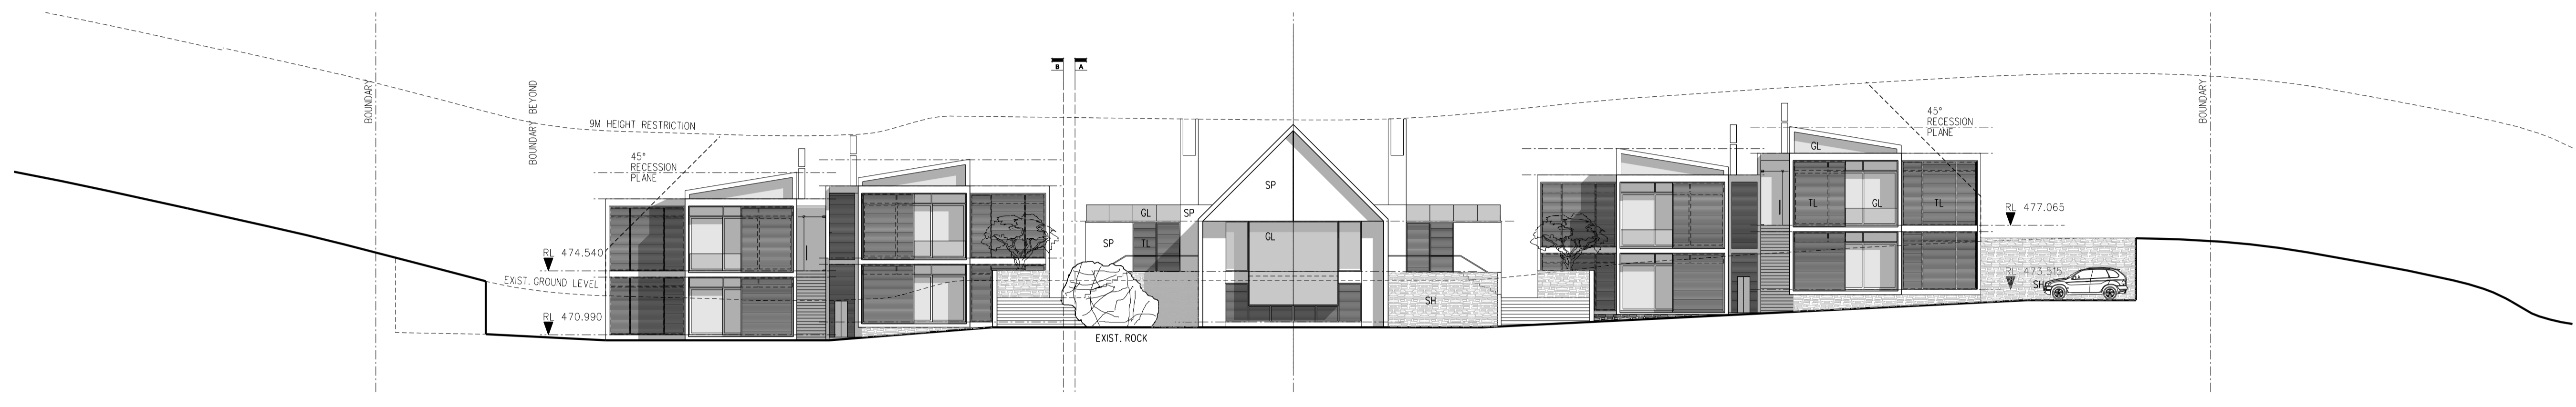 BOUNDARY
BOUNDARY BEYOND
9M HEIGHT RESTRICTION
45°
RECESSION
PLANE
B
A
45°
RECESSION
PLANE
BOUNDARY
GL
SP
GL
SP
SP
TL
GL
TL
GL
TL
RL 477.065
RL 474.540
EXIST. GROUND LEVEL
RL 473.515
SH
SH
RL 470.990
EXIST. ROCK